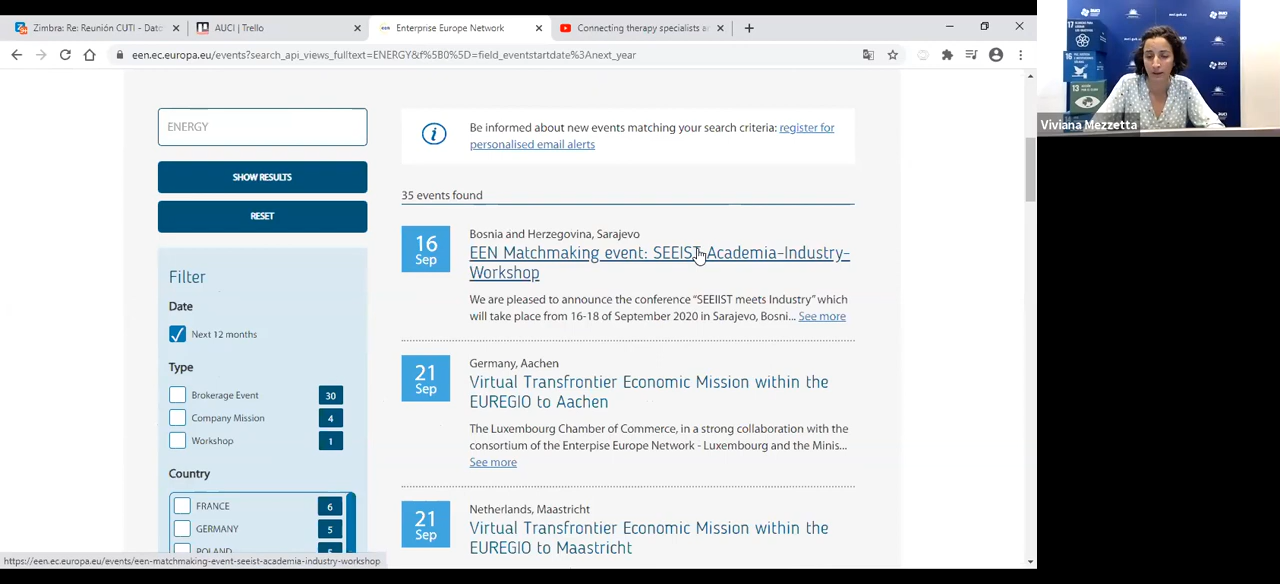 Zimbra: Re: Reunión CUTI - Dato
AUCI | Trello
Enterprise Europe Network
Connecting therapy specialists a
een.ec.europa.eu/events?search_api_views_fulltext=ENERGY&f%5B0%5D=field_eventstartdate%3Anext_year
ENERGY
SHOW RESULTS
RESET
Filter
Date
Next 12 months
Type
Brokerage Event 30
Company Mission 4
Workshop 1
Country
FRANCE 6
GERMANY 5
POLAND 5
Be informed about new events matching your search criteria: register for
personalised email alerts
35 events found
16
Sep
Bosnia and Herzegovina, Sarajevo
EEN Matchmaking event: SEEIST-Academia-Industry-
Workshop
We are pleased to announce the conference “SEEIIST meets Industry” which
will take place from 16-18 of September 2020 in Sarajevo, Bosni... See more
21
Sep
Germany, Aachen
Virtual Transfrontier Economic Mission within the
EUREGIO to Aachen
The Luxembourg Chamber of Commerce, in a strong collaboration with the
consortium of the Enterpise Europe Network - Luxembourg and the Minis...
See more
21
Sep
Netherlands, Maastricht
Virtual Transfrontier Economic Mission within the
EUREGIO to Maastricht
https://een.ec.europa.eu/events/een-matchmaking-event-seeist-academia-industry-workshop
17
16
13
auci
Viviana Mezzetta